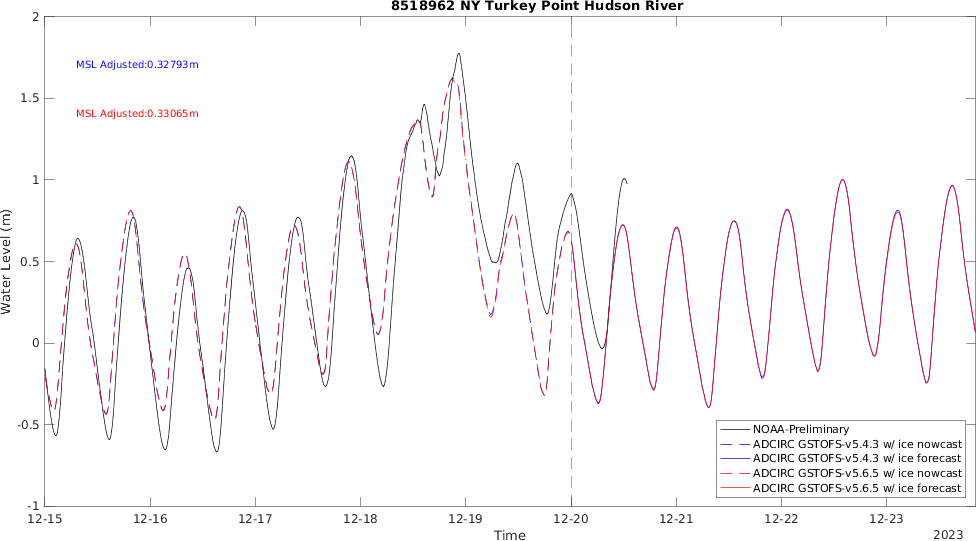 8518962 NY Turkey Point Hudson River
2
1.5
1
0.5
0
-0.5
-1
Water Level (m)
MSL Adjusted:0.32793m
MSL Adjusted:0.33065m
NOAA-Preliminary
ADCIRC GSTOFS-v5.4.3 w/ ice nowcast
ADCIRC GSTOFS-v5.4.3 w/ ice forecast
ADCIRC GSTOFS-v5.6.5 w/ ice nowcast
ADCIRC GSTOFS-v5.6.5 w/ ice forecast
12-15 12-16 12-17 12-18 12-19 12-20 12-21 12-22 12-23
Time
2023